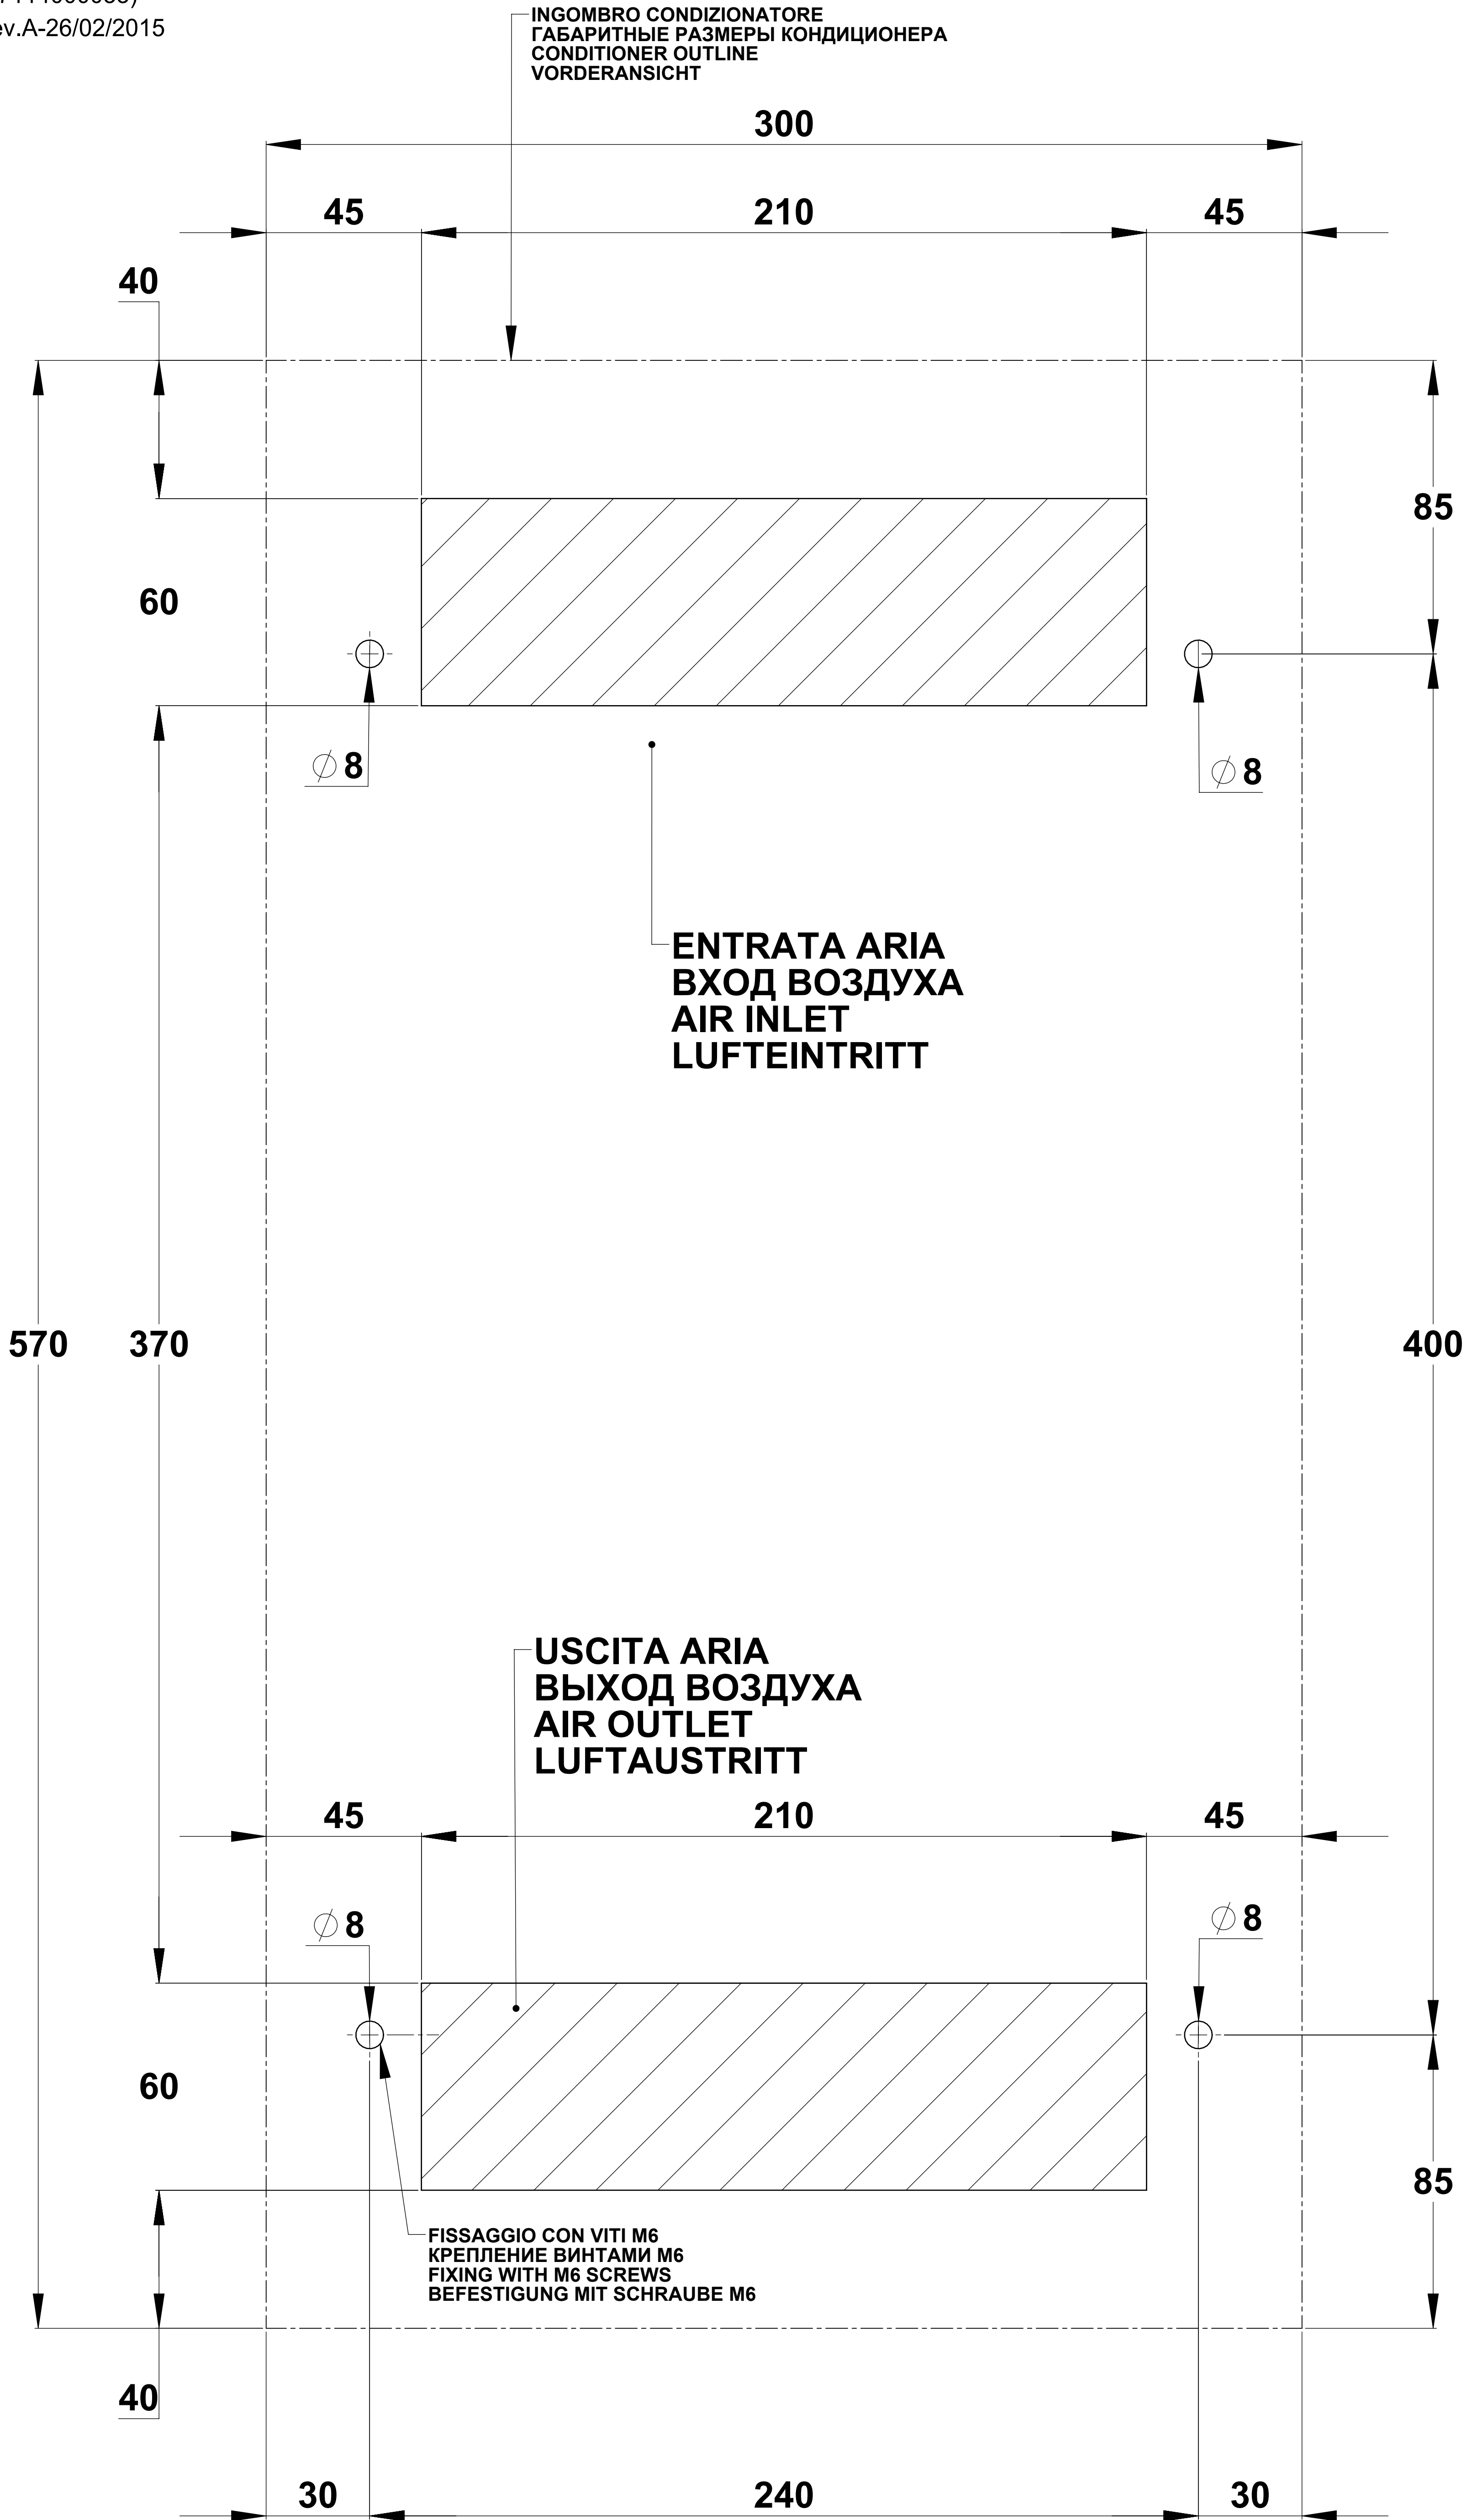 ev.A-26/02/2015
INGOMBRO CONDIZIONATORE
ГАБАРИТНЫЕ РАЗМЕРЫ КОНДИЦИОНЕРА
CONDITIONER OUTLINE
VORDERANSICHT
300
45
210
45
40
85
60
∅ 8
∅ 8
ENTRATA ARIA
ВХОД ВОЗДУХА
AIR INLET
LUFTEINTRITT
570
370
400
USCITA ARIA
ВЫХОД ВОЗДУХА
AIR OUTLET
LUFTAUSTRITT
45
210
45
∅ 8
∅ 8
60
85
FISSAGGIO CON VITI M6
КРЕПЛЕНИЕ ВИНТАМИ М6
FIXING WITH M6 SCREWS
BEFESTIGUNG MIT SCHRAUBE M6
40
30
240
30